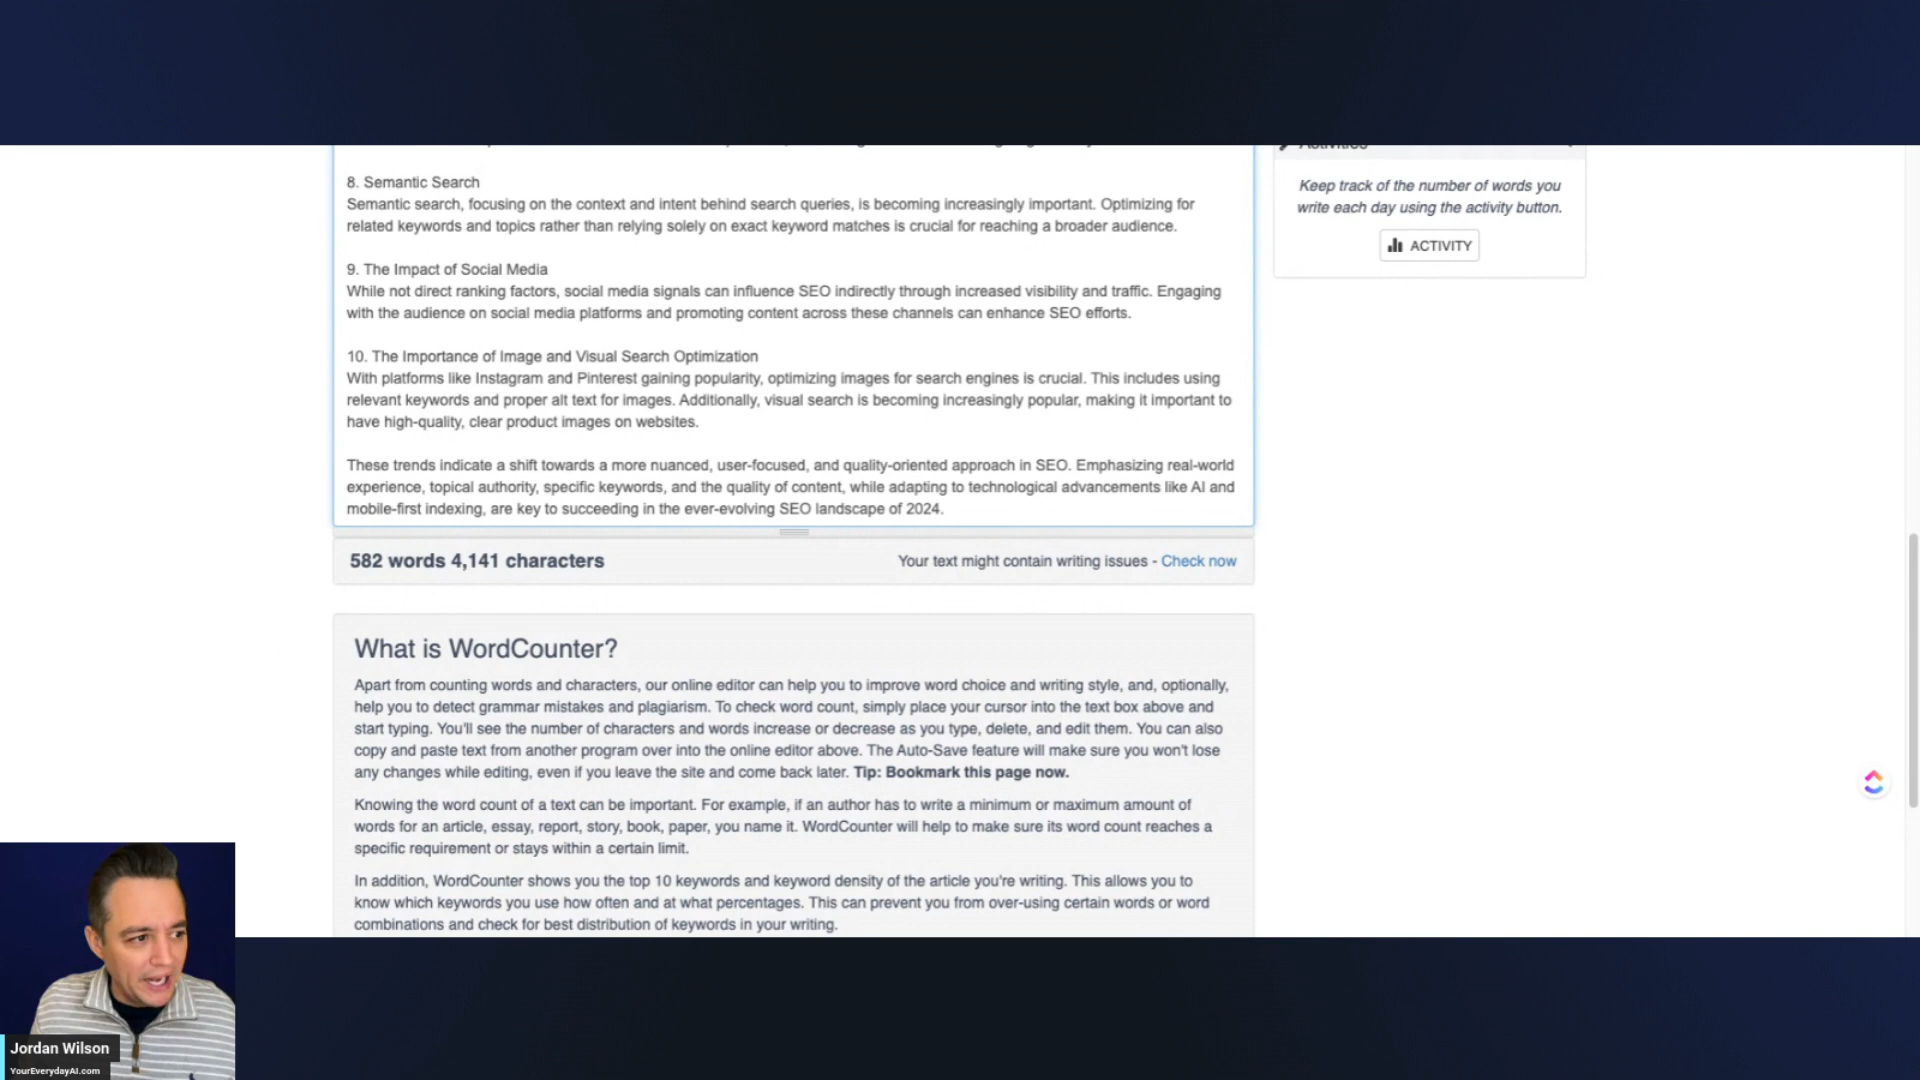 Activities
8. Semantic Search
Semantic search, focusing on the context and intent behind search queries, is becoming increasingly important. Optimizing for
related keywords and topics rather than relying solely on exact keyword matches is crucial for reaching a broader audience.
9. The Impact of Social Media
While not direct ranking factors, social media signals can influence SEO indirectly through increased visibility and traffic. Engaging
with the audience on social media platforms and promoting content across these channels can enhance SEO efforts.
10. The Importance of Image and Visual Search Optimization
With platforms like Instagram and Pinterest gaining popularity, optimizing images for search engines is crucial. This includes using
relevant keywords and proper alt text for images. Additionally, visual search is becoming increasingly popular, making it important to
have high-quality, clear product images on websites.
These trends indicate a shift towards a more nuanced, user-focused, and quality-oriented approach in SEO. Emphasizing real-world
experience, topical authority, specific keywords, and the quality of content, while adapting to technological advancements like AI and
mobile-first indexing, are key to succeeding in the ever-evolving SEO landscape of 2024.
582 words 4,141 characters
Your text might contain writing issues - Check now
Keep track of the number of words you
write each day using the activity button.
ACTIVITY
What is WordCounter?
Apart from counting words and characters, our online editor can help you to improve word choice and writing style, and, optionally,
help you to detect grammar mistakes and plagiarism. To check word count, simply place your cursor into the text box above and
start typing. You'll see the number of characters and words increase or decrease as you type, delete, and edit them. You can also
copy and paste text from another program over into the online editor above. The Auto-Save feature will make sure you won't lose
any changes while editing, even if you leave the site and come back later. Tip: Bookmark this page now.
Knowing the word count of a text can be important. For example, if an author has to write a minimum or maximum amount of
words for an article, essay, report, story, book, paper, you name it. WordCounter will help to make sure its word count reaches a
specific requirement or stays within a certain limit.
In addition, WordCounter shows you the top 10 keywords and keyword density of the article you're writing. This allows you to
know which keywords you use how often and at what percentages. This can prevent you from over-using certain words or word
combinations and check for best distribution of keywords in your writing.
Jordan Wilson
YourEverydayAI.com